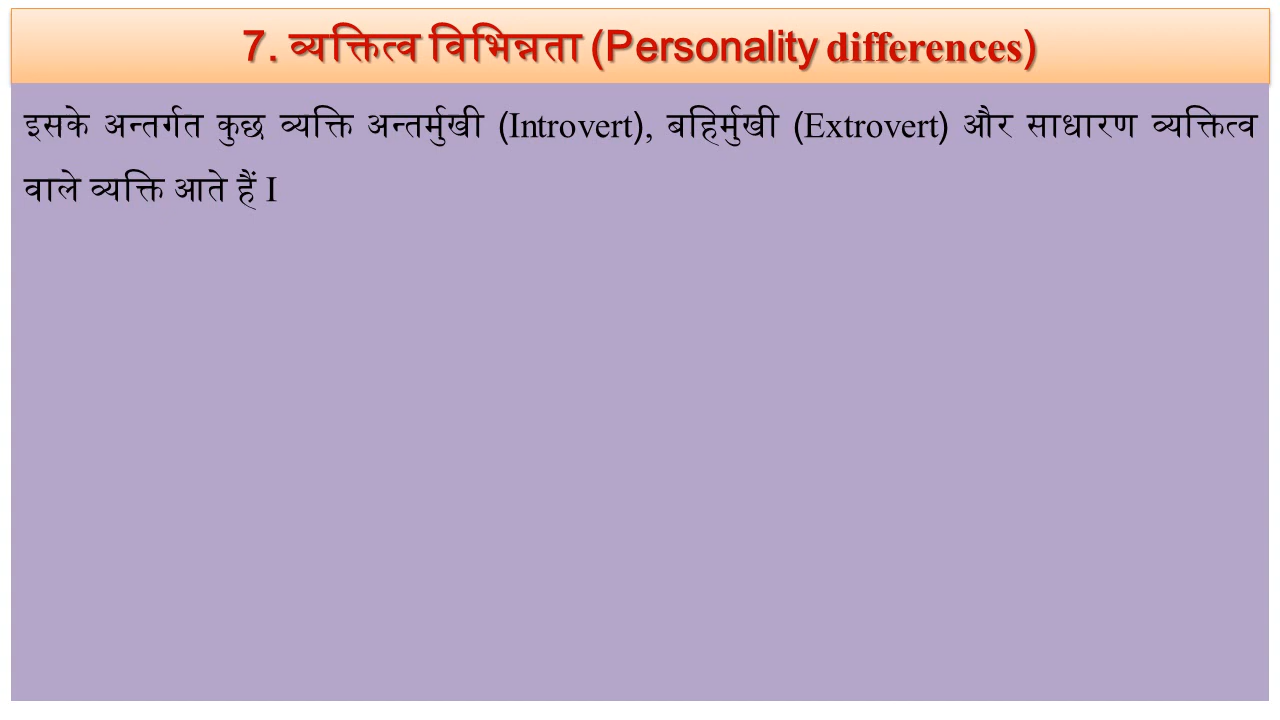 7. व्यक्तित्व विभिन्नता (Personality differences)
इसके अन्तर्गत कुछ व्यक्ति अन्तर्मुखी (Introvert), बहिर्मुखी (Extrovert) और साधारण व्यक्तित्व
वाले व्यक्ति आते हैं I